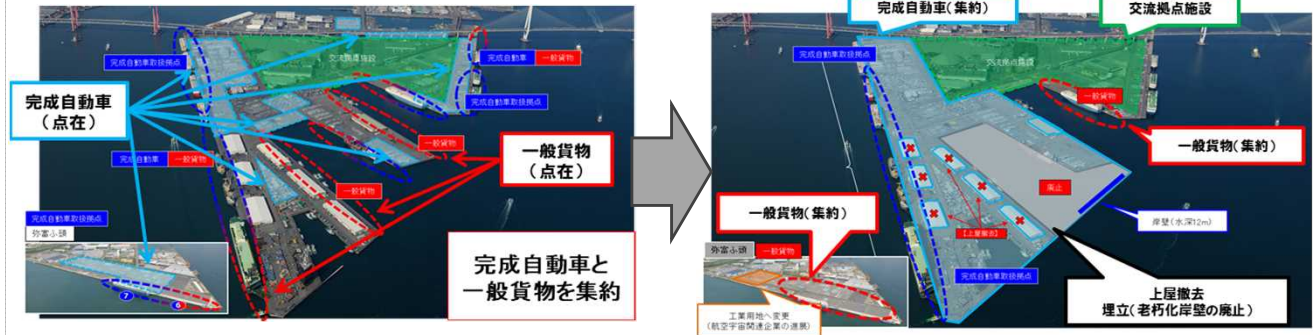 完成自動車取扱拠点
交流拠点施設
完成自動車 一般貨物
完成自動車取扱拠点
完成自動車
(点在)
一般貨物
完成自動車 一般貨物
一般貨物
(点在)
一般貨物
完成自動車取扱拠点
弥富ふ頭
7
6
完成自動車と
一般貨物を集約
完成自動車(集約)
交流拠点施設
完成自動車取扱拠点
交流拠点施設
一般貨物
一般貨物(集約)
廃止
一般貨物(集約)
岸壁(水深12m)
【上屋撤去】
弥富ふ頭 一般貨物
完成自動車取扱拠点
上屋撤去
埋立(老朽化岸壁の廃止)
工業用地へ変更
(航空宇宙関連企業の進展)